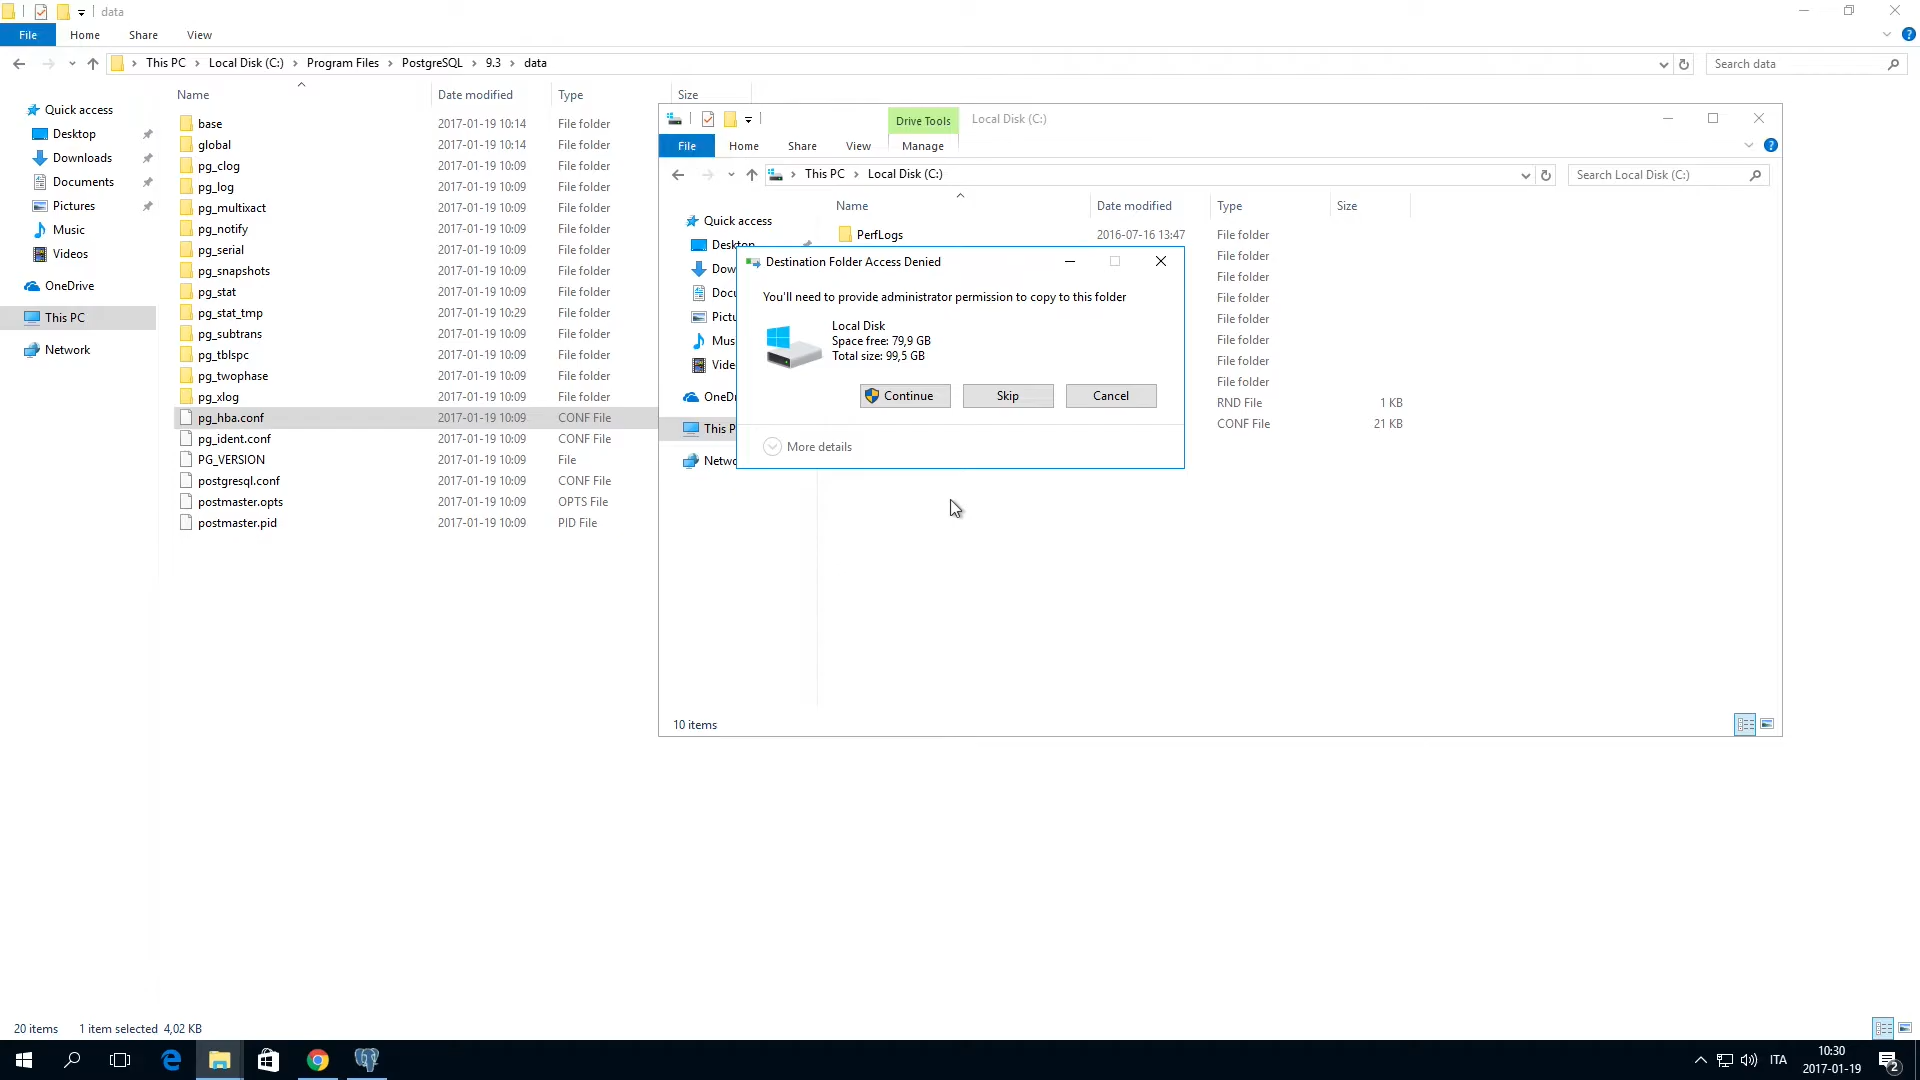 data
File Home Share View
This PC Local Disk (C:) Program Files PostgreSQL 9.3 data Search data
Name Date modified Type Size
Quick access
Desktop
Downloads
Documents
Pictures
Music
Videos
OneDrive
This PC
Network
base 2017-01-19 10:14 File folder
global 2017-01-19 10:14 File folder
pg_clog 2017-01-19 10:09 File folder
pg_log 2017-01-19 10:09 File folder
pg_multixact 2017-01-19 10:09 File folder
pg_notify 2017-01-19 10:09 File folder
pg_serial 2017-01-19 10:09 File folder
pg_snapshots 2017-01-19 10:09 File folder
pg_stat 2017-01-19 10:09 File folder
pg_stat_tmp 2017-01-19 10:29 File folder
pg_subtrans 2017-01-19 10:09 File folder
pg_tblspc 2017-01-19 10:09 File folder
pg_twophase 2017-01-19 10:09 File folder
pg_xlog 2017-01-19 10:09 File folder
pg_hba.conf 2017-01-19 10:09 CONF File
pg_ident.conf 2017-01-19 10:09 CONF File
PG_VERSION 2017-01-19 10:09 File
postgresql.conf 2017-01-19 10:09 CONF File
postmaster.opts 2017-01-19 10:09 OPTS File
postmaster.pid 2017-01-19 10:09 PID File
Drive Tools Local Disk (C:)
File Home Share View Manage
This PC Local Disk (C:) Search Local Disk (C:)
Name Date modified Type Size
Quick access
Desktop
Dow
Docu
Pictu
Mus
Vide
OneD
This P
Netwo
PerfLogs 2016-07-16 13:47 File folder
File folder
File folder
File folder
File folder
File folder
File folder
File folder
RND File 1 KB
CONF File 21 KB
Destination Folder Access Denied
You'll need to provide administrator permission to copy to this folder
Local Disk
Space free: 79,9 GB
Total size: 99,5 GB
Continue Skip Cancel
More details
10 items
20 items 1 item selected 4,02 KB
ITA
10:30
2017-01-19
2